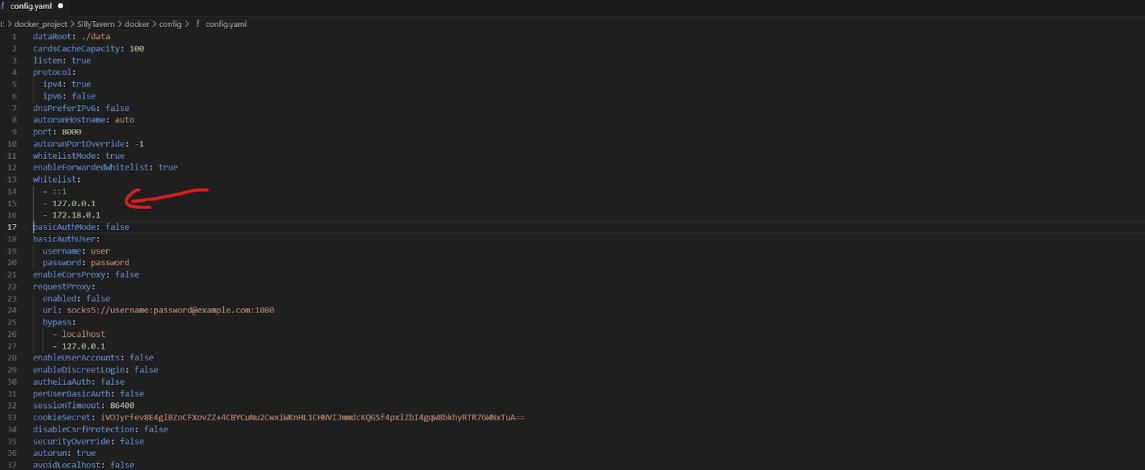 ! config.yaml ●
I: > docker_project > SillyTavern > docker > config > ! config.yaml
1 dataRoot: ./data
2 cardsCacheCapacity: 100
3 listen: true
4 protocol:
5 ipv4: true
6 ipv6: false
7 dnsPreferIPv6: false
8 autorunHostname: auto
9 port: 8000
10 autorunPortOverride: -1
11 whitelistMode: true
12 enableForwardedWhitelist: true
13 whitelist:
14 - ::1
15 - 127.0.0.1
16 - 172.18.0.1
17 basicAuthMode: false
18 basicAuthUser:
19 username: user
20 password: password
21 enableCorsProxy: false
22 requestProxy:
23 enabled: false
24 url: socks5://username:password@example.com:1080
25 bypass:
26 - localhost
27 - 127.0.0.1
28 enableUserAccounts: false
29 enableDiscreetLogin: false
30 autheliaAuth: false
31 perUserBasicAuth: false
32 sessionTimeout: 86400
33 cookieSecret: iVOJyrfev8E4glBZoCFXovZZ+4CBYCuNu2CwxiWKnHL1CHNVIJmmdcKQGSf4pxlZbI4gqW8bkhyRTR76WNxTuA==
34 disableCsrfProtection: false
35 securityOverride: false
36 autorun: true
37 avoidLocalhost: false